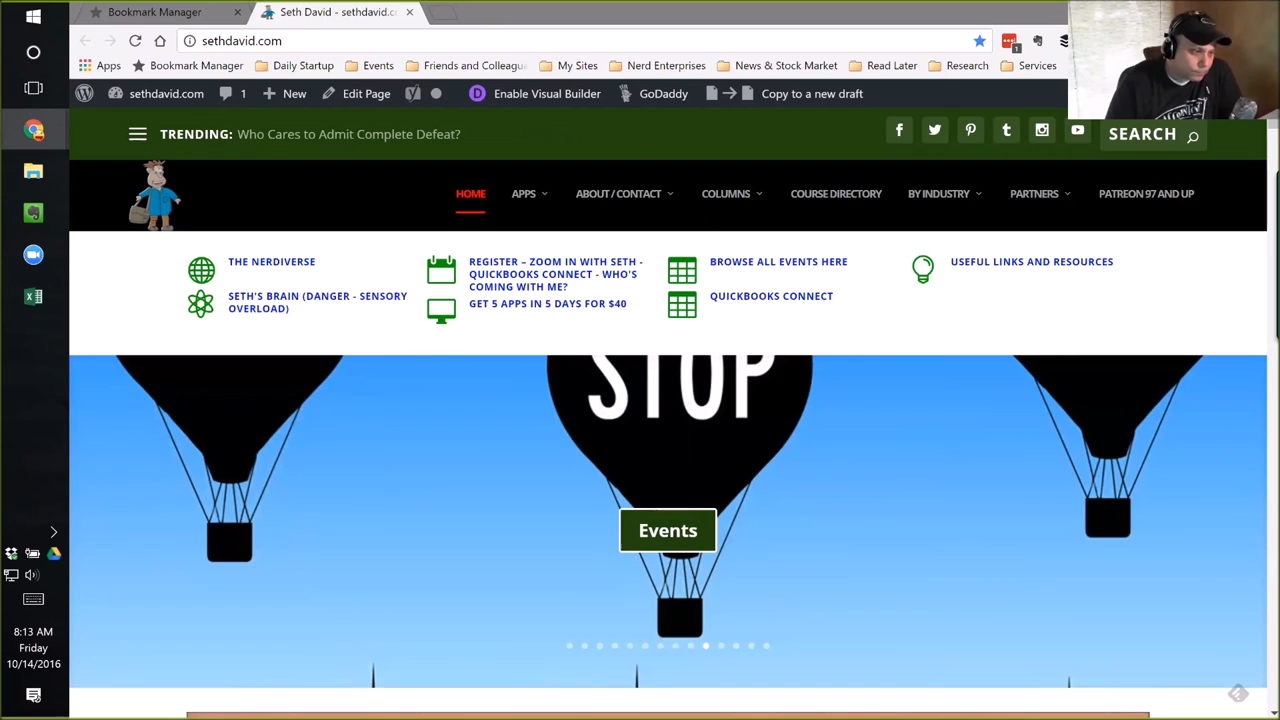 Bookmark Manager
Seth David - sethdavid.c
sethdavid.com
1
Apps
Bookmark Manager
Daily Startup
Events
Friends and Colleagu
My Sites
Nerd Enterprises
News & Stock Market
Read Later
Research
Services
sethdavid.com
1
New
Edit Page
Enable Visual Builder
GoDaddy
Copy to a new draft
TRENDING: Who Cares to Admit Complete Defeat?
SEARCH
HOME
APPS
ABOUT / CONTACT
COLUMNS
COURSE DIRECTORY
BY INDUSTRY
PARTNERS
PATREON 97 AND UP
THE NERDIVERSE
SETH'S BRAIN (DANGER - SENSORY
OVERLOAD)
REGISTER – ZOOM IN WITH SETH -
QUICKBOOKS CONNECT - WHO'S
COMING WITH ME?
GET 5 APPS IN 5 DAYS FOR $40
BROWSE ALL EVENTS HERE
QUICKBOOKS CONNECT
USEFUL LINKS AND RESOURCES
STOP
Events
8:13 AM
Friday
10/14/2016